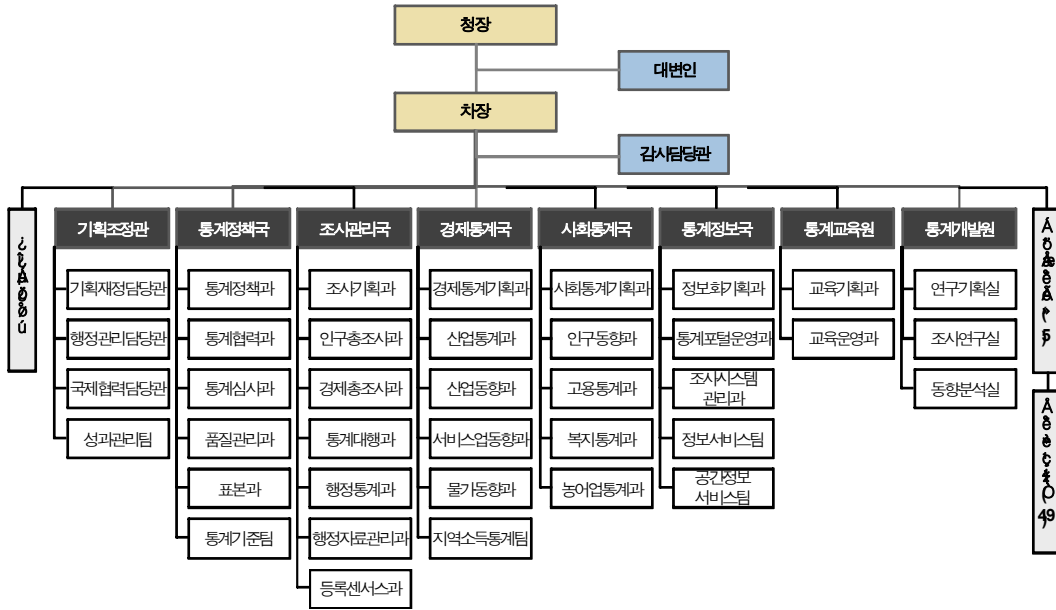 청장
대변인
차장
감사담당관
기획조정관
통계정책국
조사관리국
경제통계국
사회통계국
통계정보국
통계교육원
통계개발원
기획재정담당관
행정관리담당관
국제협력담당관
성과관리팀
통계정책과
통계협력과
통계심사과
품질관리과
표본과
통계기준팀
조사기획과
인구총조사과
경제총조사과
통계대행과
행정통계과
행정자료관리과
등록센서스과
경제통계기획과
산업통계과
산업동향과
서비스업동향과
물가동향과
지역소득통계팀
사회통계기획과
인구동향과
고용통계과
복지통계과
농어업통계과
정보화기획과
통계포털운영과
조사시스템
관리과
정보서비스팀
공간정보
서비스팀
교육기획과
교육운영과
연구기획실
조사연구실
동향분석실